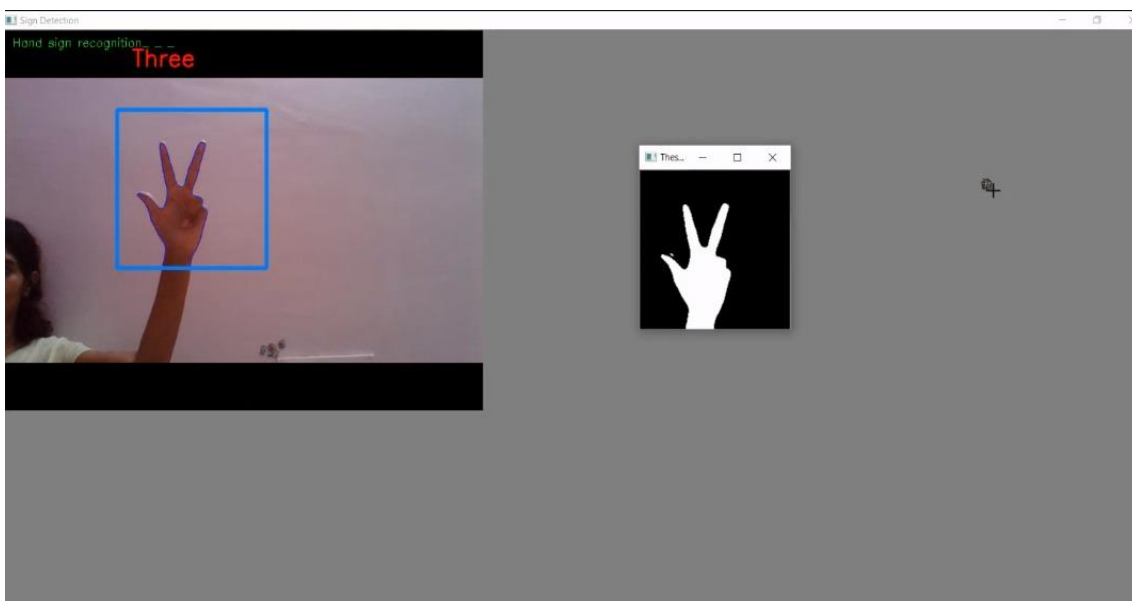 Sign Detection
Hand sign recognition_ _ _
Three
Thes...